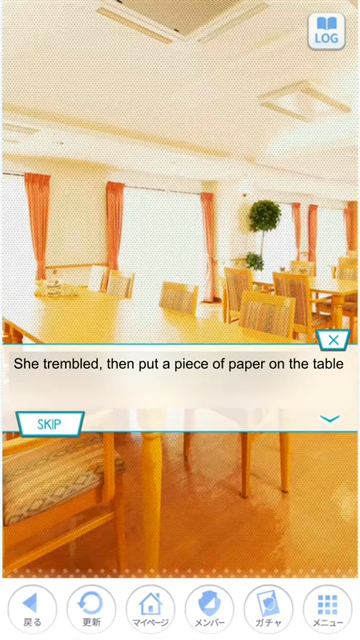 LOG
She trembled, then put a piece of paper on the table
SKIP
戻る
更新
マイページ
メンバー
ガチャ
メニュー